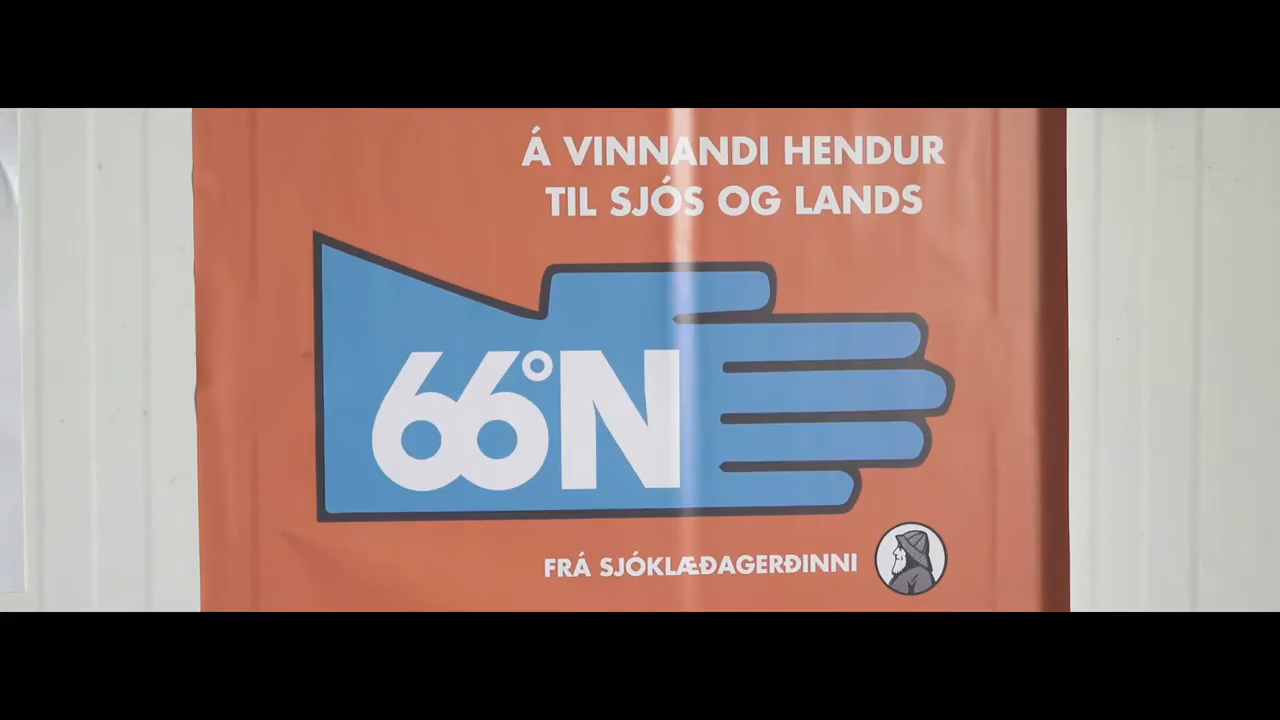 Á VINNANDI HENDUR
TIL SJÓS OG LANDS
66°N
FRÁ SJÓKLÆÐAGERÐINNI